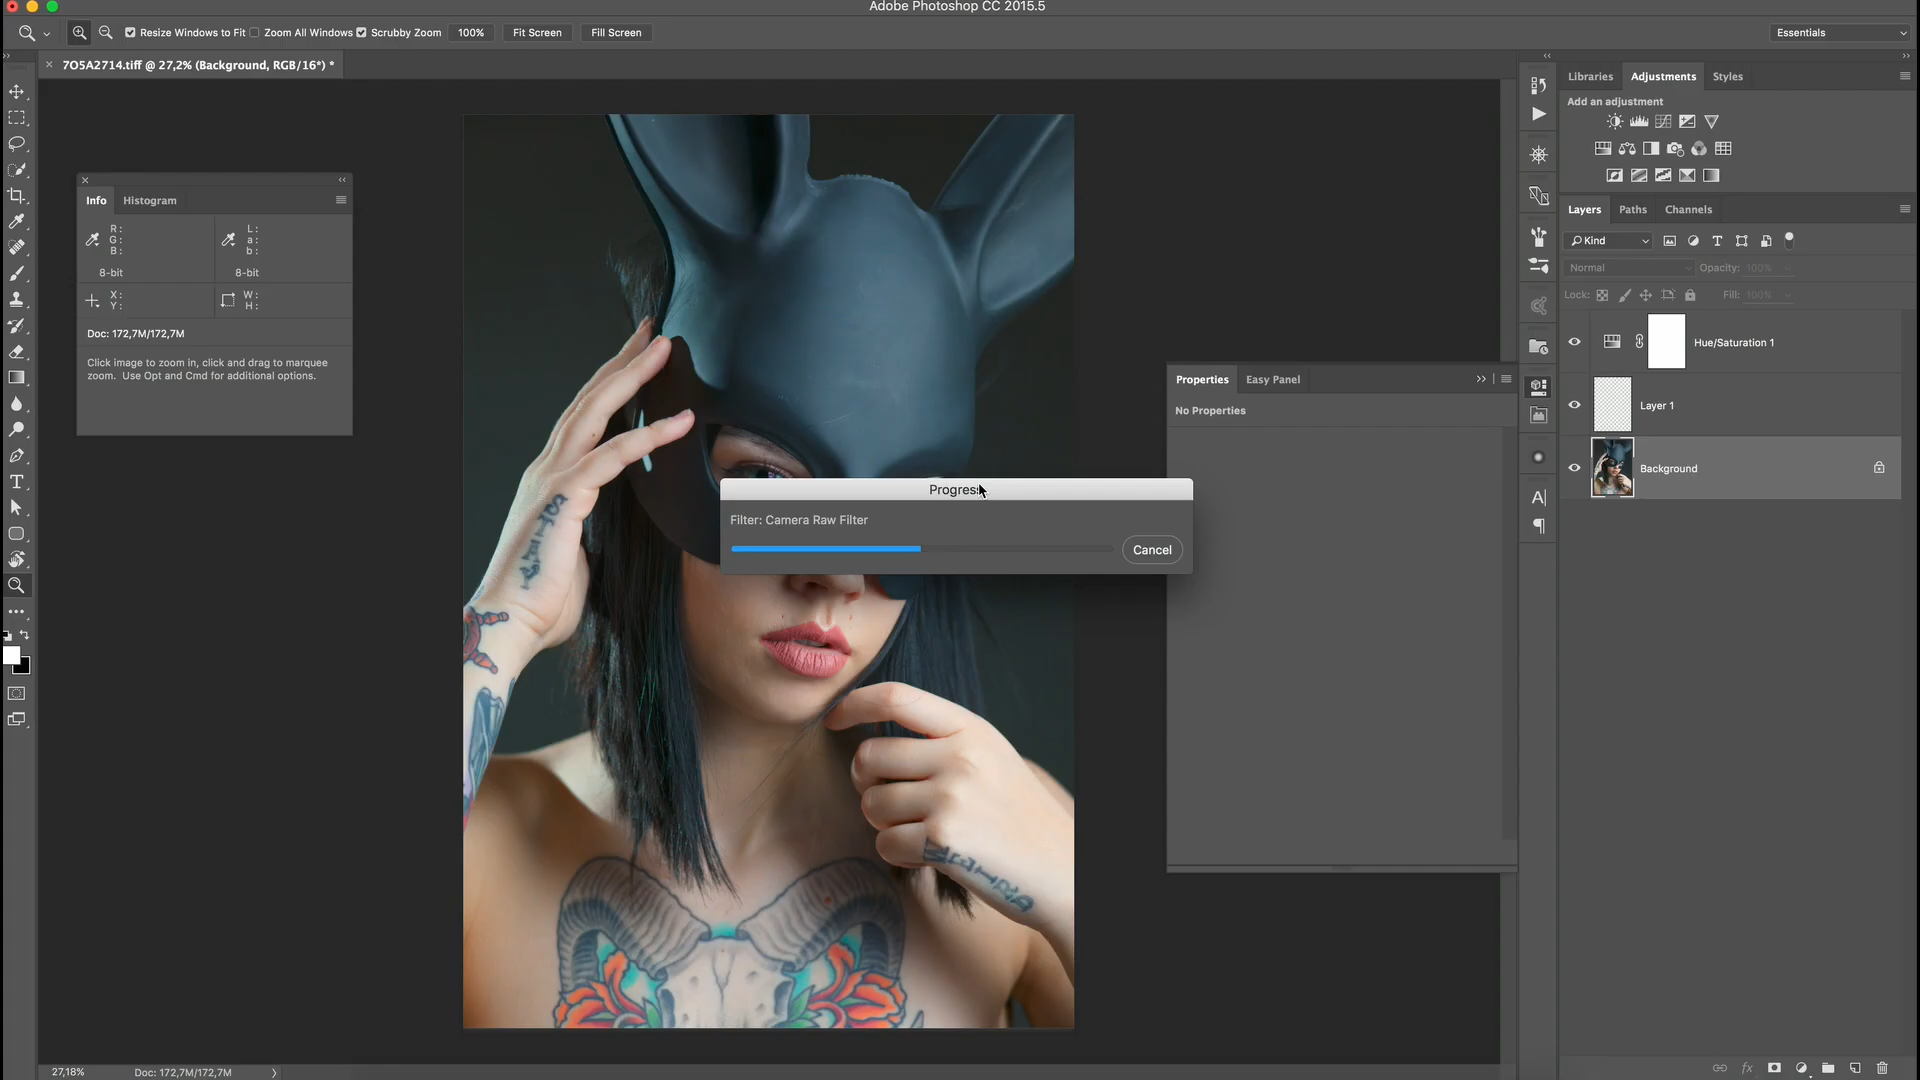 Adobe Photoshop CC 2015.5
Resize Windows to Fit Zoom All Windows Scrubby Zoom 100% Fit Screen Fill Screen Essentials
7O5A2714.tiff @ 27,2% (Background, RGB/16*) *
Info Histogram
R: L:
G: a:
B: b:
8-bit 8-bit
X: W:
Y: H:
Doc: 172,7M/172,7M
Click image to zoom in, click and drag to marquee
zoom. Use Opt and Cmd for additional options.
Progress
Filter: Camera Raw Filter
Cancel
Properties Easy Panel
No Properties
Libraries Adjustments Styles
Add an adjustment
Layers Paths Channels
Kind
Normal Opacity: 100%
Lock: Fill: 100%
Hue/Saturation 1
Layer 1
Background
27,18% Doc: 172,7M/172,7M